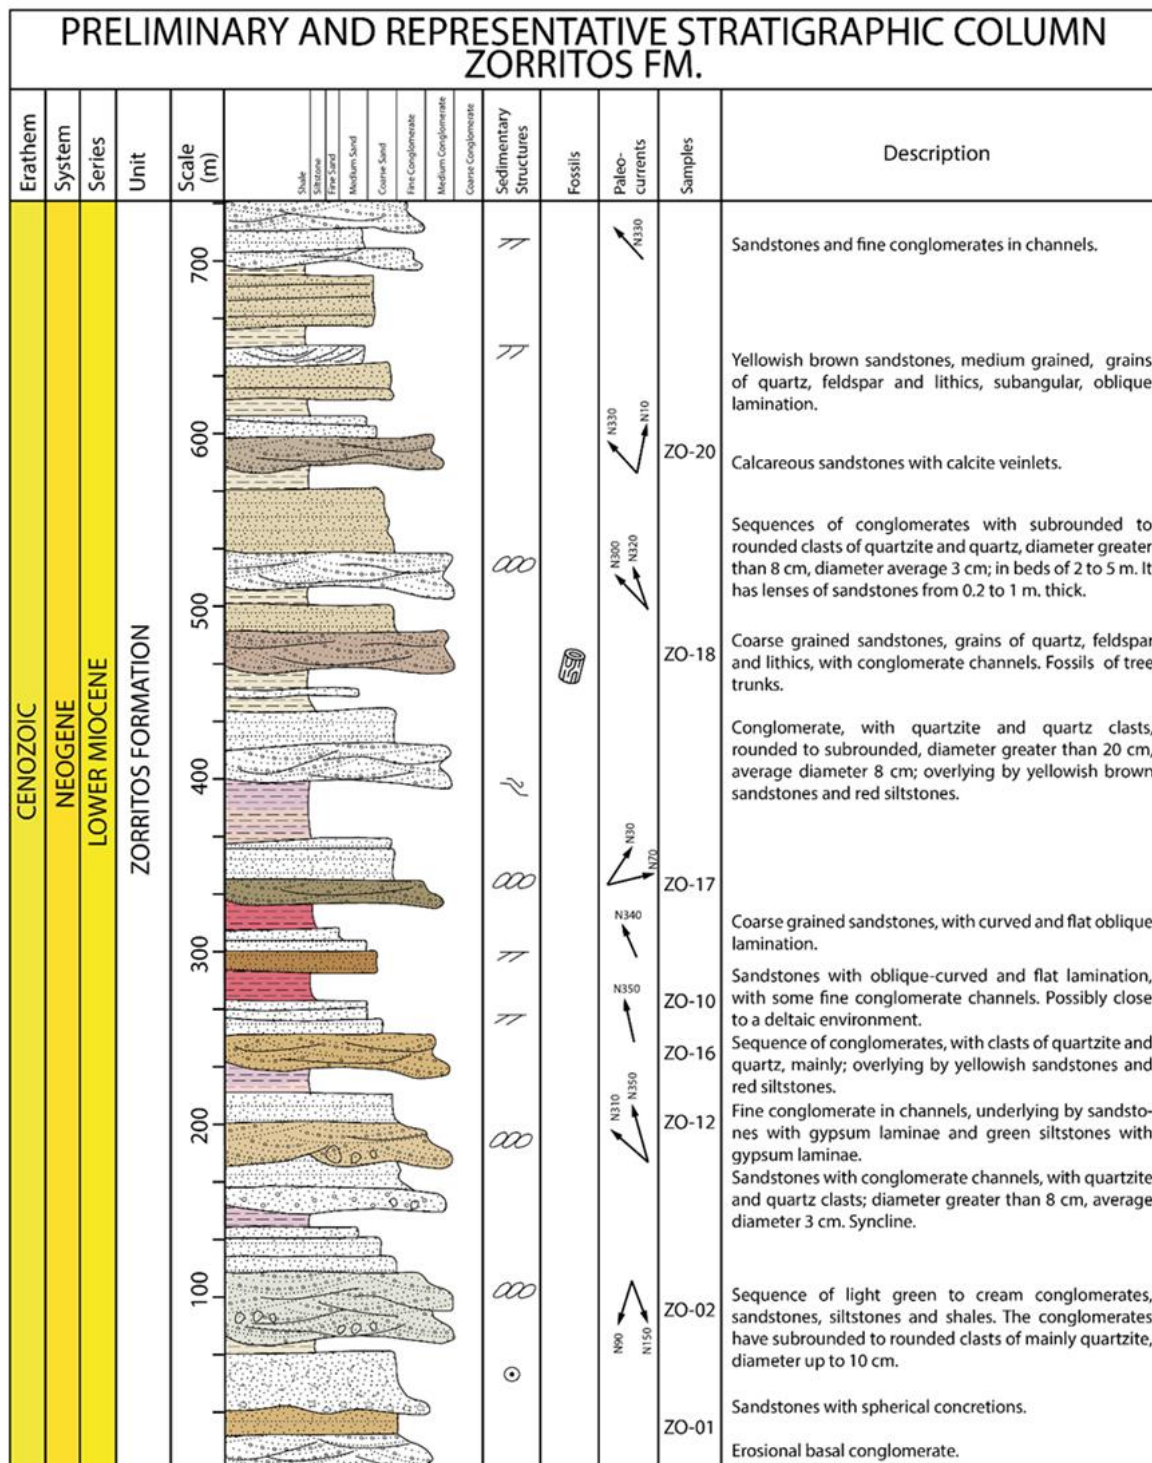 PRELIMINARY AND REPRESENTATIVE STRATIGRAPHIC COLUMN
ZORRITOS FM.
Erathem
System
Series
Unit
Scale
(m)
Shale
Siltstone
Fine Sand
Medium Sand
Coarse Sand
Fine Conglomerate
Medium Conglomerate
Coarse Conglomerate
Sedimentary
Structures
Fossils
Paleo-
currents
Samples
Description
CENOZOIC
NEOGENE
LOWER MIOCENE
ZORRITOS FORMATION
700
600
500
400
300
200
100
N330
N330
N10
N300
N320
N30
N70
N340
N350
N310
N350
N90
N150
ZO-20
ZO-18
ZO-17
ZO-10
ZO-16
ZO-12
ZO-02
ZO-01
Sandstones and fine conglomerates in channels.
Yellowish brown sandstones, medium grained, grains
of quartz, feldspar and lithics, subangular, oblique
lamination.
Calcareous sandstones with calcite veinlets.
Sequences of conglomerates with subrounded to
rounded clasts of quartzite and quartz, diameter greater
than 8 cm, diameter average 3 cm; in beds of 2 to 5 m. It
has lenses of sandstones from 0.2 to 1 m. thick.
Coarse grained sandstones, grains of quartz, feldspar
and lithics, with conglomerate channels. Fossils of tree
trunks.
Conglomerate, with quartzite and quartz clasts,
rounded to subrounded, diameter greater than 20 cm,
average diameter 8 cm; overlying by yellowish brown
sandstones and red siltstones.
Coarse grained sandstones, with curved and flat oblique
lamination.
Sandstones with oblique-curved and flat lamination,
with some fine conglomerate channels. Possibly close
to a deltaic environment.
Sequence of conglomerates, with clasts of quartzite and
quartz, mainly; overlying by yellowish sandstones and
red siltstones.
Fine conglomerate in channels, underlying by sandsto-
nes with gypsum laminae and green siltstones with
gypsum laminae.
Sandstones with conglomerate channels, with quartzite
and quartz clasts; diameter greater than 8 cm, average
diameter 3 cm. Syncline.
Sequence of light green to cream conglomerates,
sandstones, siltstones and shales. The conglomerates
have subrounded to rounded clasts of mainly quartzite,
diameter up to 10 cm.
Sandstones with spherical concretions.
Erosional basal conglomerate.